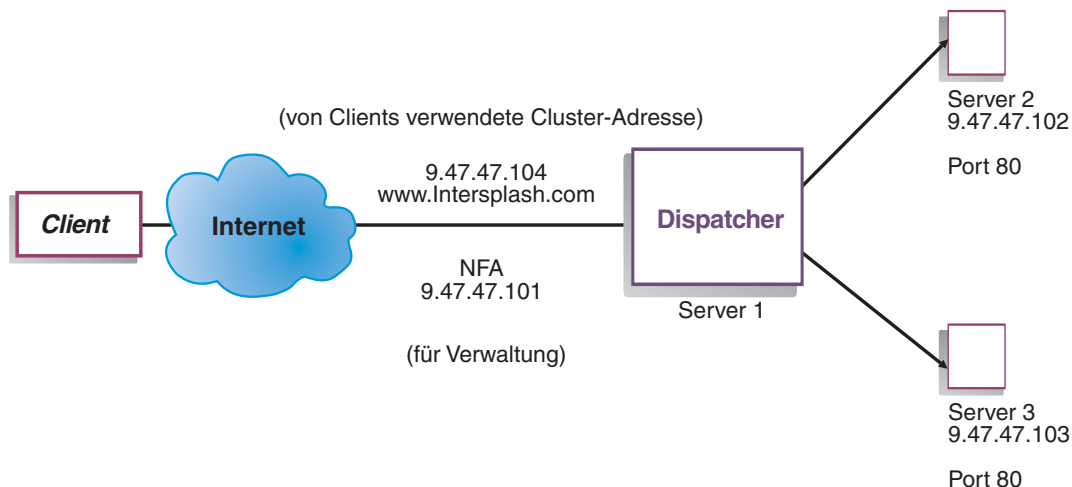 (von Clients verwendete Cluster-Adresse)
9.47.47.104
www.Intersplash.com
Client
Internet
NFA
9.47.47.101
(für Verwaltung)
Dispatcher
Server 1
Server 2
9.47.47.102
Port 80
Server 3
9.47.47.103
Port 80